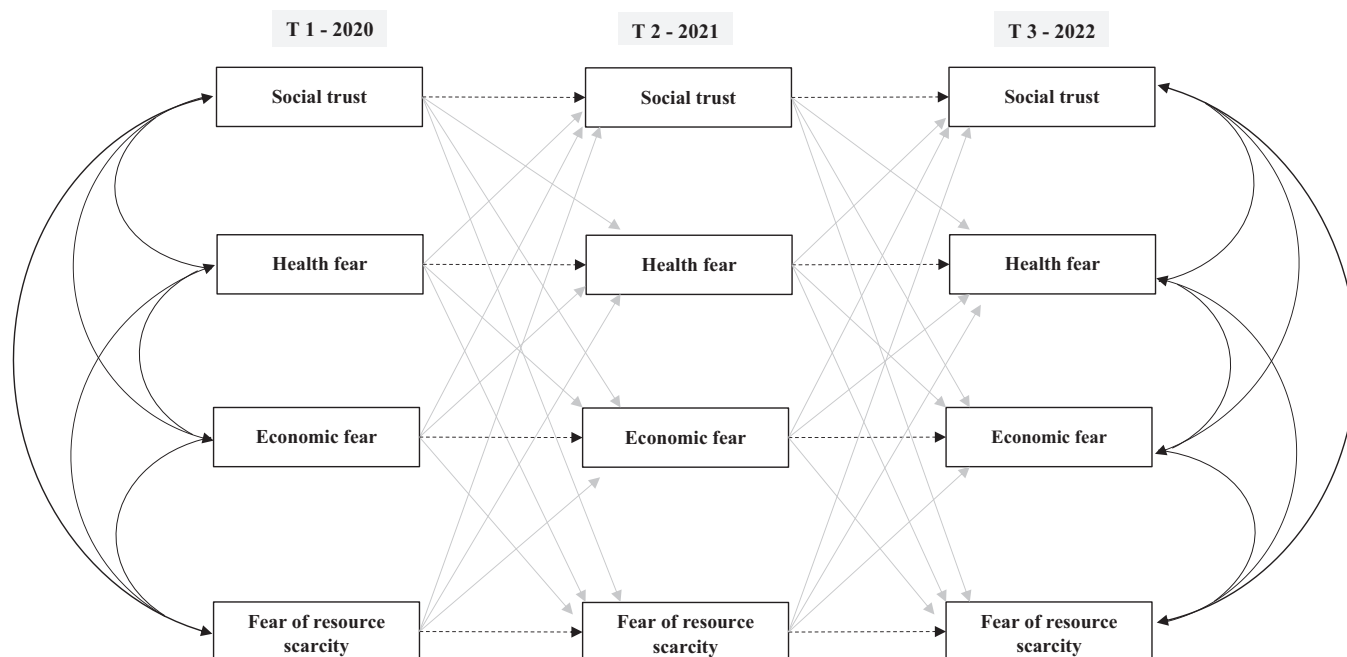 T 1 - 2020
T 2 - 2021
T 3 - 2022
Social trust
Social trust
Social trust
Health fear
Health fear
Health fear
Economic fear
Economic fear
Economic fear
Fear of resource
scarcity
Fear of resource
scarcity
Fear of resource
scarcity